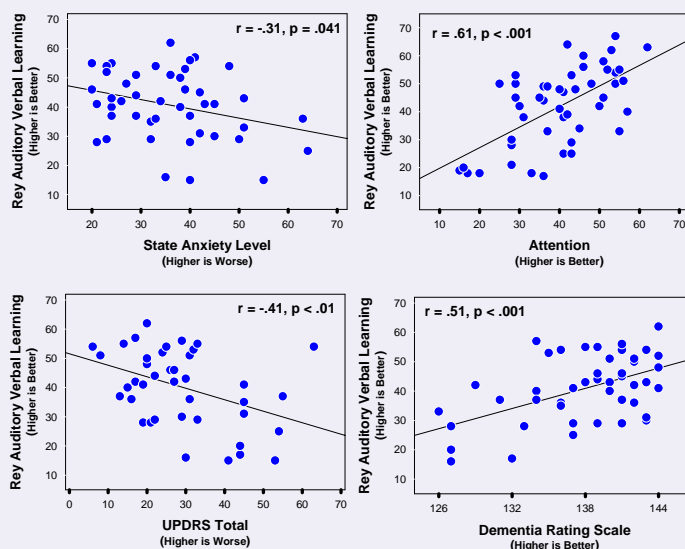 r = -.31, p = .041
Rey Auditory Verbal Learning
(Higher is Better)
70
60
50
40
30
20
10
20 30 40 50 60 70
State Anxiety Level
(Higher is Worse)
r = .61, p < .001
Rey Auditory Verbal Learning
(Higher is Better)
70
60
50
40
30
20
10
10 20 30 40 50 60 70
Attention
(Higher is Better)
r = -.41, p < .01
Rey Auditory Verbal Learning
(Higher is Better)
70
60
50
40
30
20
10
0 10 20 30 40 50 60 70
UPDRS Total
(Higher is Worse)
r = .51, p < .001
Rey Auditory Verbal Learning
(Higher is Better)
70
60
50
40
30
20
10
126 132 138 144
Dementia Rating Scale
(Higher is Better)